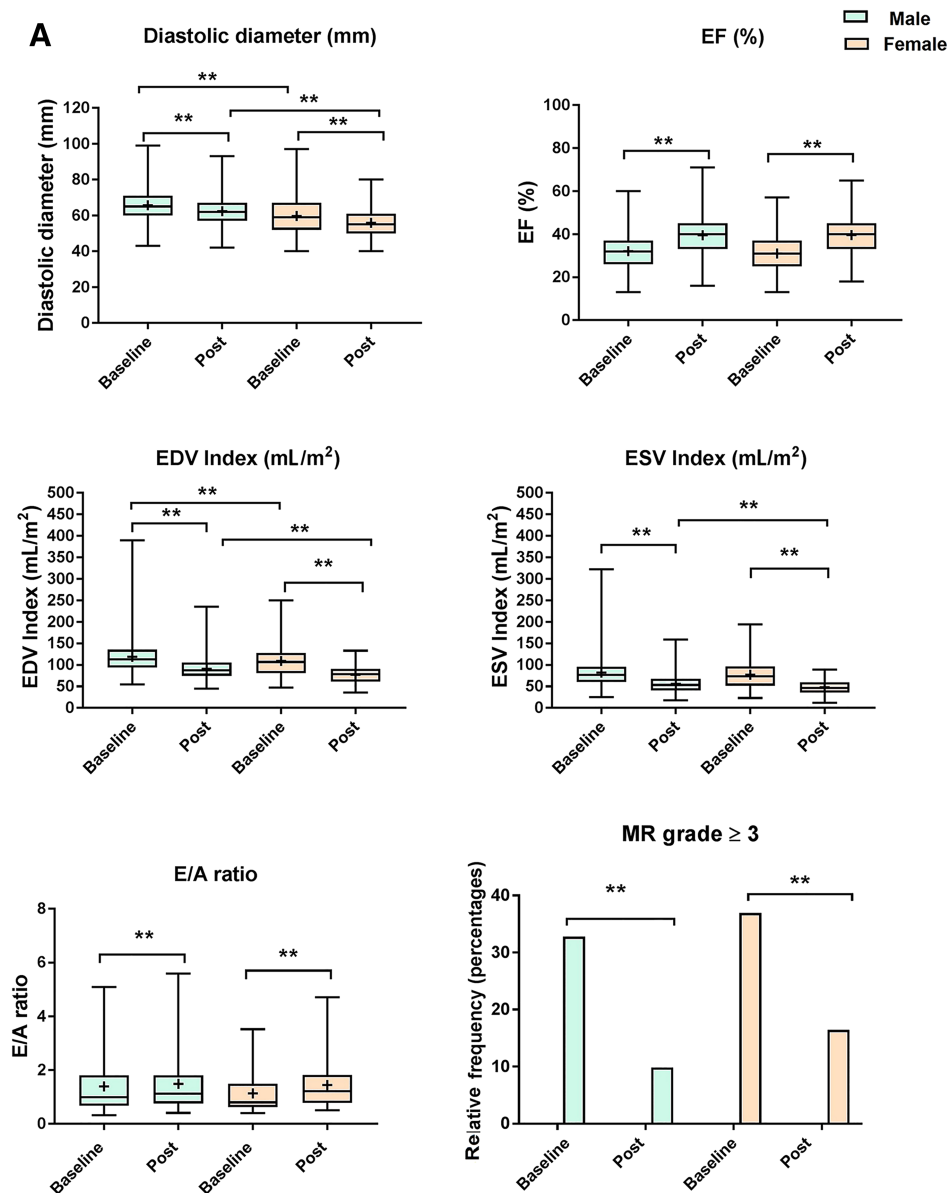 A
Diastolic diameter (mm)
EF (%)
Male
Female
Diastolic diameter (mm)
120
100
80
60
40
20
0
**
**
**
**
Baseline
Post
Baseline
Post
EF (%)
100
80
60
40
20
0
**
**
Baseline
Post
Baseline
Post
EDV Index (mL/m²)
EDV Index (mL/m²)
500
450
400
350
300
250
200
150
100
50
0
**
**
**
**
Baseline
Post
Baseline
Post
ESV Index (mL/m²)
ESV Index (mL/m²)
500
450
400
350
300
250
200
150
100
50
0
**
**
**
Baseline
Post
Baseline
Post
E/A ratio
E/A ratio
8
6
4
2
0
**
**
Baseline
Post
Baseline
Post
MR grade ≥ 3
Relative frequency (percentages)
40
30
20
10
0
**
**
Baseline
Post
Baseline
Post